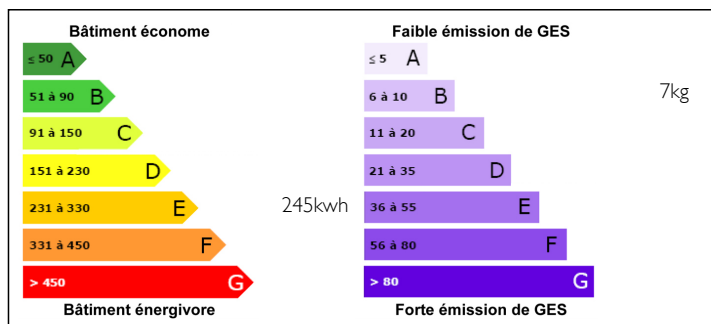 Bâtiment économe
≤ 50 A
51 à 90 B
91 à 150 C
151 à 230 D
231 à 330 E
245kwh
331 à 450 F
> 450 G
Bâtiment énergivore
Faible émission de GES
≤ 5 A
6 à 10 B
7kg
11 à 20 C
21 à 35 D
36 à 55 E
56 à 80 F
> 80 G
Forte émission de GES